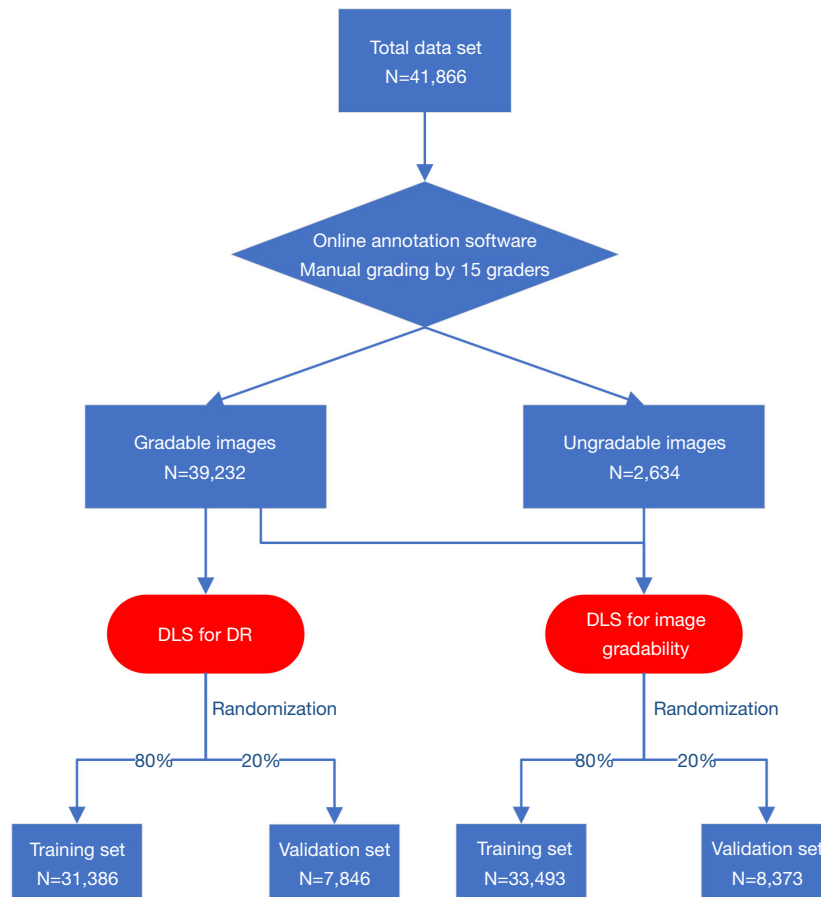 Total data set
N=41,866
Online annotation software
Manual grading by 15 graders
Gradable images
N=39,232
Ungradable images
N=2,634
DLS for DR
DLS for image
gradability
Randomization
Randomization
80%
20%
80%
20%
Training set
N=31,386
Validation set
N=7,846
Training set
N=33,493
Validation set
N=8,373